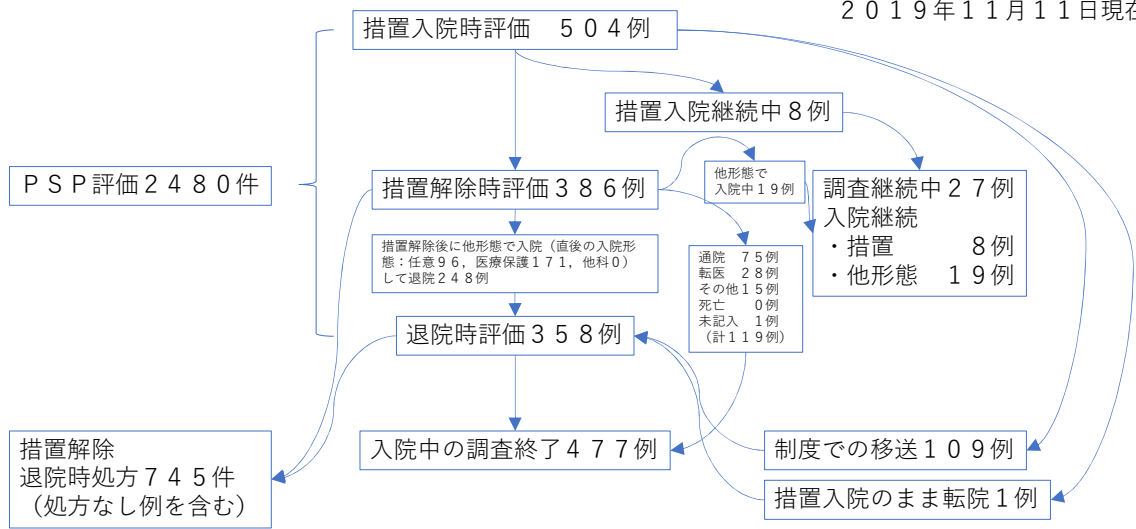 ２０１９年１１月１１日現在
措置入院時評価　５０４例
措置入院継続中８例
ＰＳＰ評価２４８０件
措置解除時評価３８６例
他形態で
入院中１９例
調査継続中２７例
入院継続
・措置　　　　８例
・他形態　１９例
措置解除後に他形態で入院（直後の入院形
態：任意９６，医療保護１７１，他科０）
して退院２４８例
通院　７５例
転医　２８例
その他１５例
死亡　　０例
未記入　１例
（計１１９例）
退院時評価３５８例
措置解除
退院時処方７４５件
（処方なし例を含む）
入院中の調査終了４７７例
制度での移送１０９例
措置入院のまま転院１例